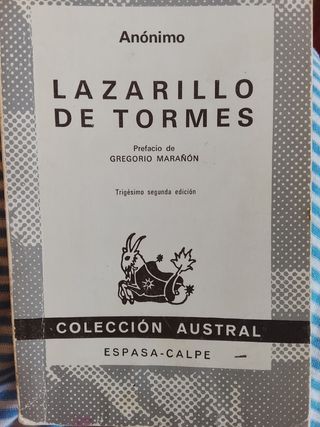 Anónimo
LAZARILLO
DE TORMES
Prefacio de
GREGORIO MARAÑÓN
Trigésimo segunda edición
COLECCIÓN AUSTRAL
ESPASA-CALPE